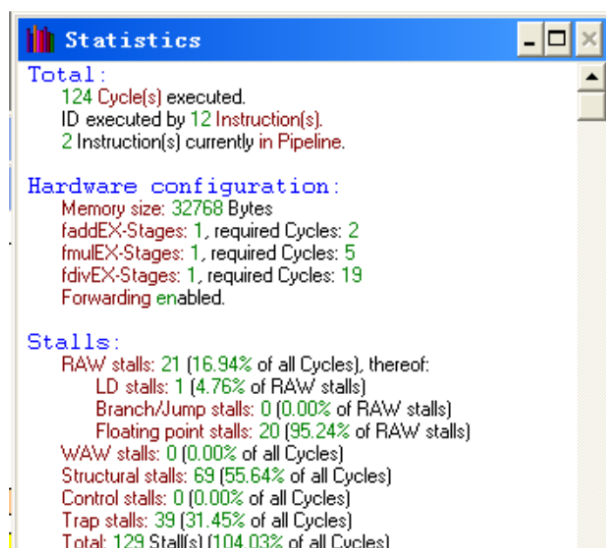 Statistics
Total:
124 Cycle(s) executed.
ID executed by 12 Instruction(s).
2 Instruction(s) currently in Pipeline.
Hardware configuration:
Memory size: 32768 Bytes
faddEX-Stages: 1, required Cycles: 2
fmulEX-Stages: 1, required Cycles: 5
fdivEX-Stages: 1, required Cycles: 19
Forwarding enabled.
Stalls:
RAW stalls: 21 (16.94% of all Cycles), thereof:
LD stalls: 1 (4.76% of RAW stalls)
Branch/Jump stalls: 0 (0.00% of RAW stalls)
Floating point stalls: 20 (95.24% of RAW stalls)
WAW stalls: 0 (0.00% of all Cycles)
Structural stalls: 69 (55.64% of all Cycles)
Control stalls: 0 (0.00% of all Cycles)
Trap stalls: 39 (31.45% of all Cycles)
Total: 129 Stall(s) (104.03% of all Cycles)